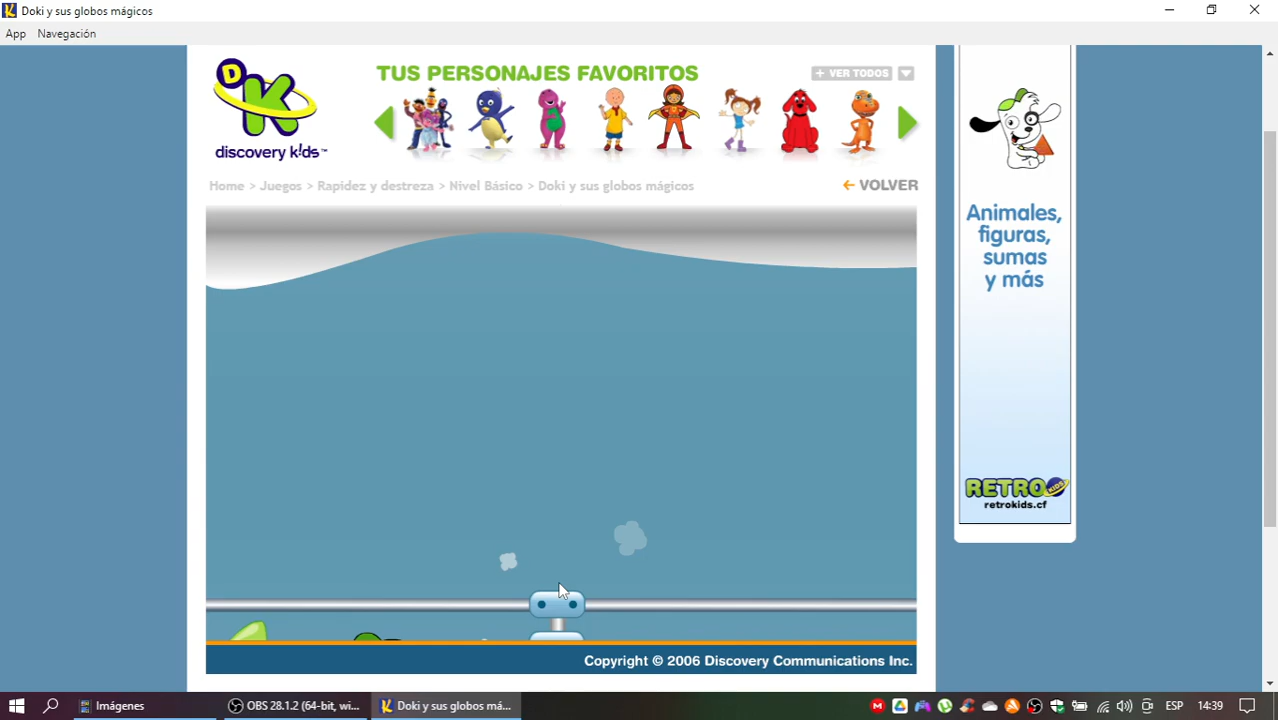 Doki y sus globos mágicos
App Navegación
DK
discovery k!ds™
TUS PERSONAJES FAVORITOS
+ VER TODOS
Home > Juegos > Rapidez y destreza > Nivel Básico > Doki y sus globos mágicos
VOLVER
Animales,
figuras,
sumas
y más
RETRO KIDS
retrokids.cf
Copyright © 2006 Discovery Communications Inc.
Imágenes
OBS 28.1.2 (64-bit, wi...
Doki y sus globos má...
ESP
14:39